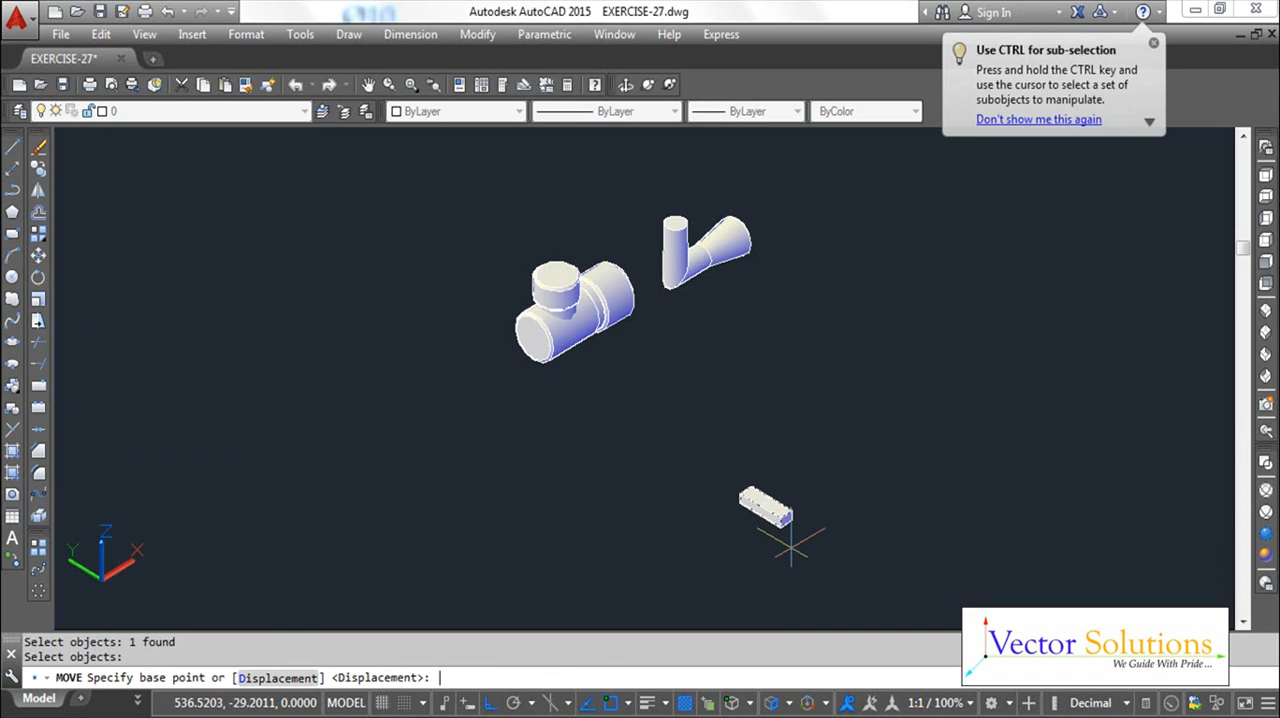 Autodesk AutoCAD 2015 EXERCISE-27.dwg
Sign In
File Edit View Insert Format Tools Draw Dimension Modify Parametric Window Help Express
EXERCISE-27*
Use CTRL for sub-selection
Press and hold the CTRL key and
use the cursor to select a set of
subobjects to manipulate.
Don't show me this again
0
ByLayer
ByLayer
ByLayer
ByColor
Z
Y
X
A
Select objects: 1 found
Select objects:
MOVE Specify base point or [Displacement] <Displacement>:
Vector Solutions
We Guide With Pride...
Model
536.5203, -29.2011, 0.0000 MODEL
1:1 / 100%
Decimal